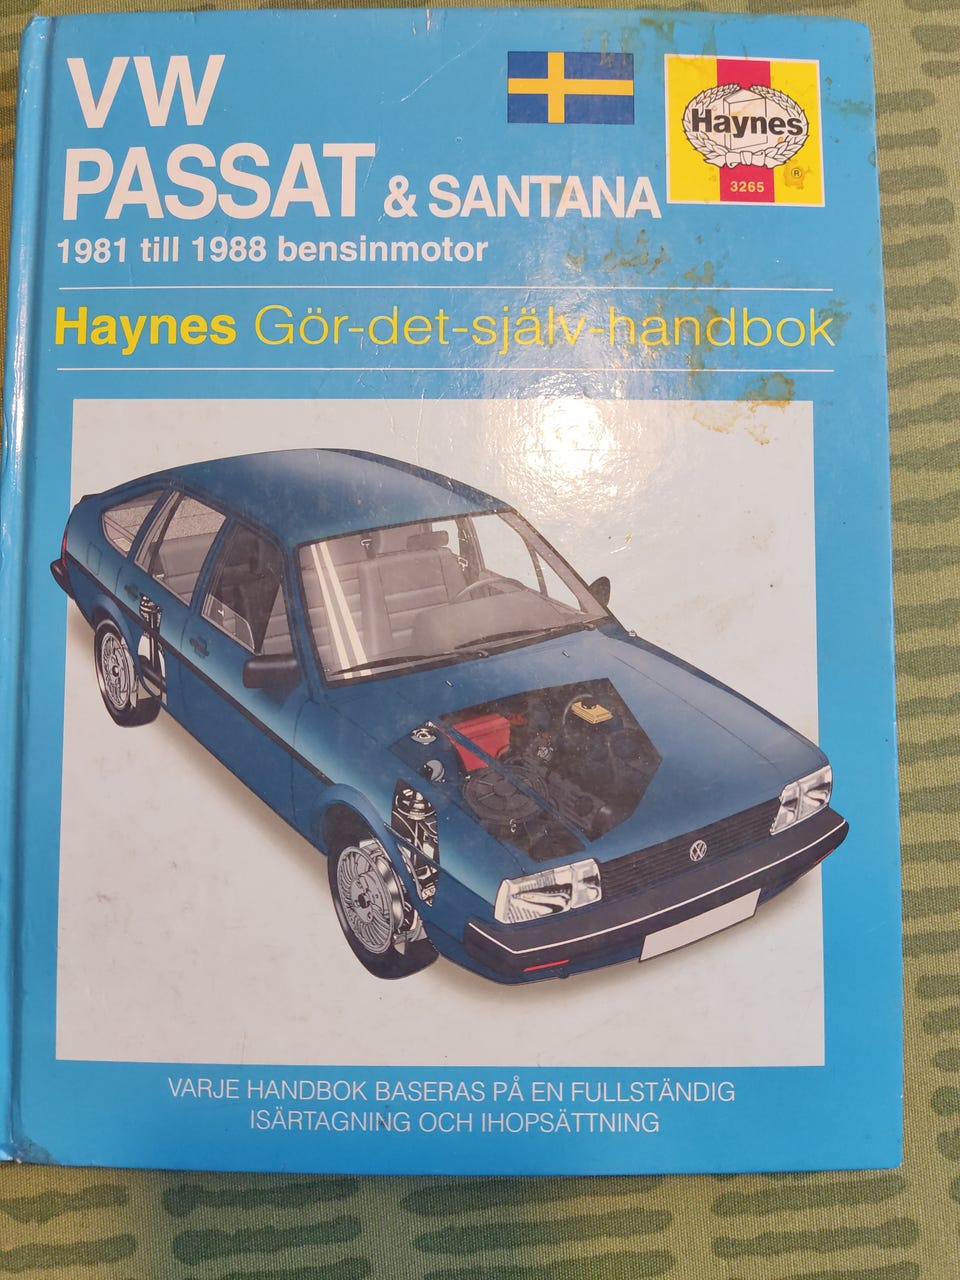 VW
PASSAT & SANTANA
1981 till 1988 bensinmotor
Haynes
3265
®
Haynes Gör-det-själv-handbok
VARJE HANDBOK BASERAS PÅ EN FULLSTÄNDIG
ISÄRTAGNING OCH IHOPSÄTTNING